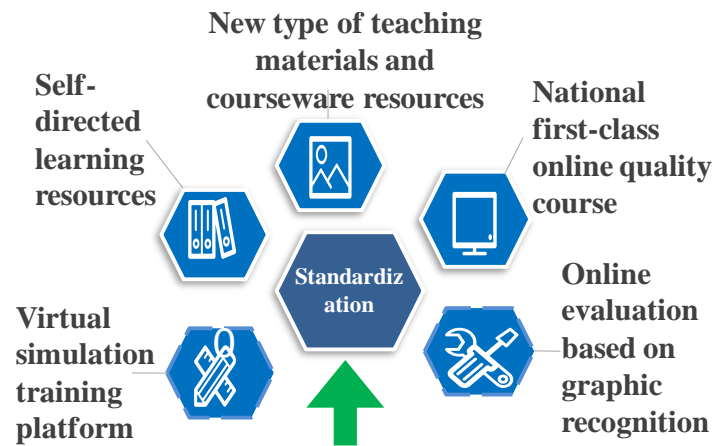 New type of teaching
materials and
courseware resources
Self-
directed
learning
resources
National
first-class
online quality
course
Standardiz
ation
Virtual
simulation
training
platform
Online
evaluation
based on
graphic
recognition